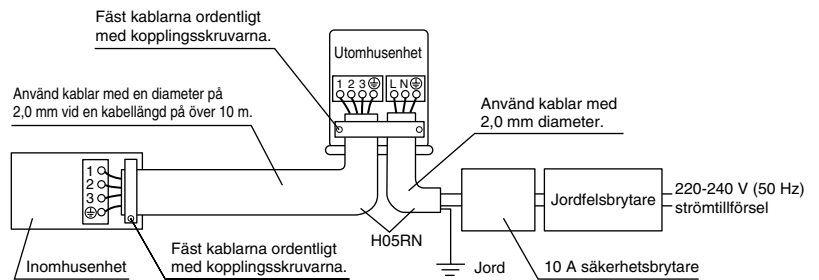 Fäst kablarna ordentligt
med kopplingsskruvarna.
Utomhusenhet
1 2 3
L N
Använd kablar med en diameter på
2,0 mm vid en kabellängd på över 10 m.
Använd kablar med
2,0 mm diameter.
1
2
3
Jordfelsbrytare
220-240 V (50 Hz)
strömtillförsel
H05RN
Inomhusenhet
Fäst kablarna ordentligt
med kopplingsskruvarna.
Jord
10 A säkerhetsbrytare